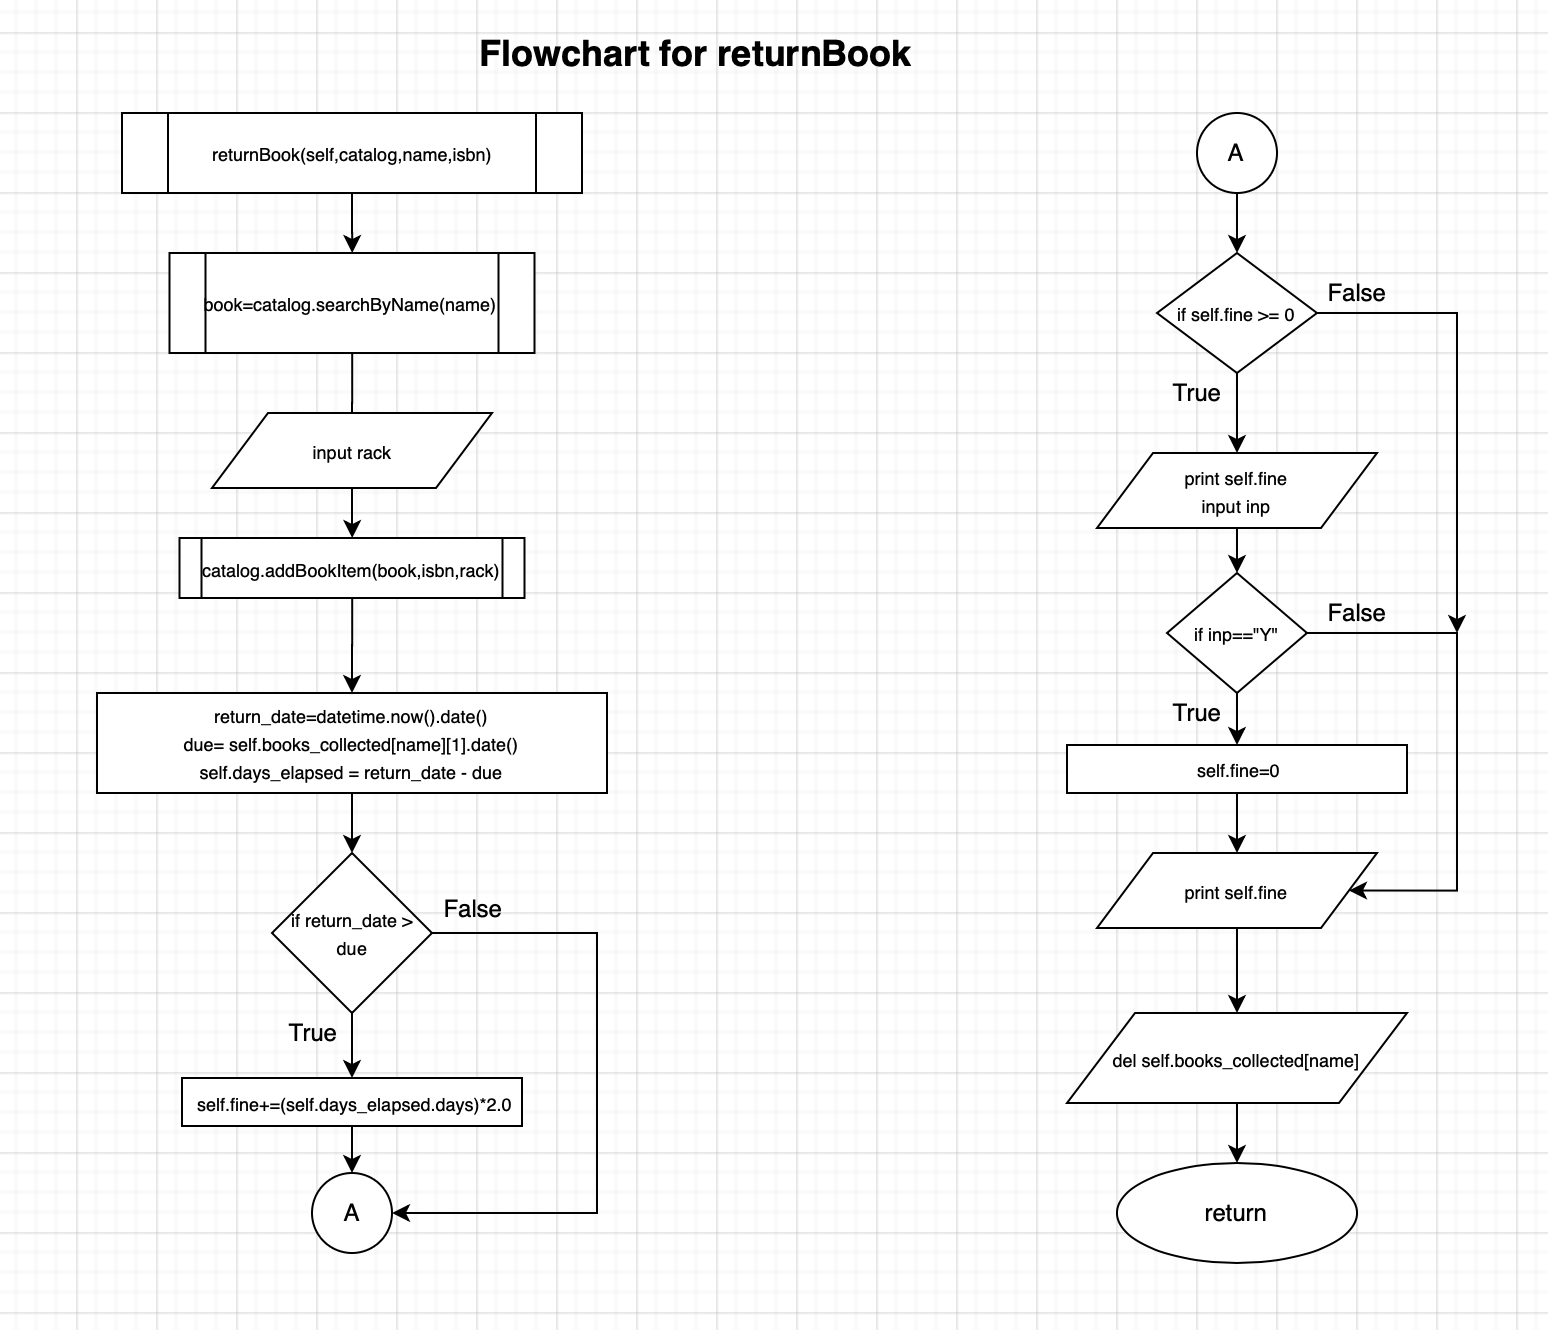 Flowchart for returnBook
returnBook(self,catalog,name,isbn)
book=catalog.searchByName(name)
input rack
catalog.addBookItem(book,isbn,rack)
return_date=datetime.now().date()
due= self.books_collected[name][1].date()
self.days_elapsed = return_date - due
if return_date >
due
False
True
self.fine+=(self.days_elapsed.days)*2.0
A
A
if self.fine >= 0
False
True
print self.fine
input inp
if inp=="Y"
False
True
self.fine=0
print self.fine
del self.books_collected[name]
return